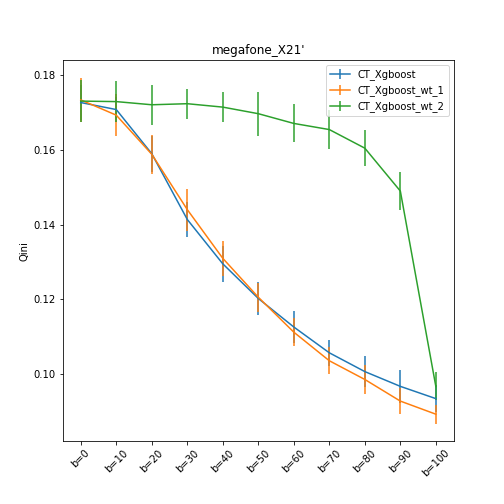 megafone_X21'
CT_Xgboost
CT_Xgboost_wt_1
CT_Xgboost_wt_2
Qini
0.18
0.16
0.14
0.12
0.10
b=0
b=10
b=20
b=30
b=40
b=50
b=60
b=70
b=80
b=90
b=100